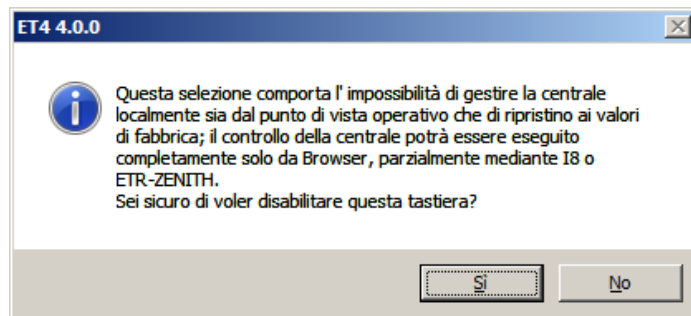 ET4 4.0.0
Questa selezione comporta l' impossibilità di gestire la centrale
localmente sia dal punto di vista operativo che di ripristino ai valori
di fabbrica; il controllo della centrale potrà essere eseguito
completamente solo da Browser, parzialmente mediante I8 o
ETR-ZENITH.
Sei sicuro di voler disabilitare questa tastiera?
Sì
No